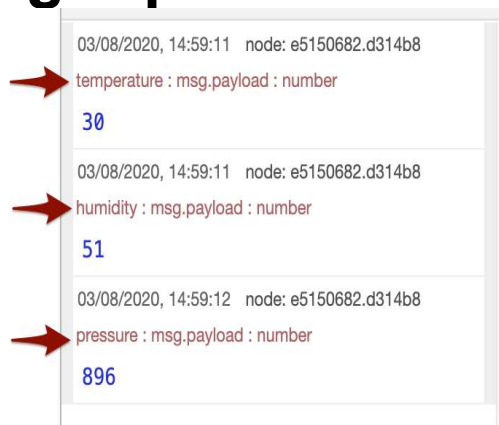 03/08/2020, 14:59:11 node: e5150682.d314b8
temperature : msg.payload : number
30
03/08/2020, 14:59:11 node: e5150682.d314b8
humidity : msg.payload : number
51
03/08/2020, 14:59:12 node: e5150682.d314b8
pressure : msg.payload : number
896